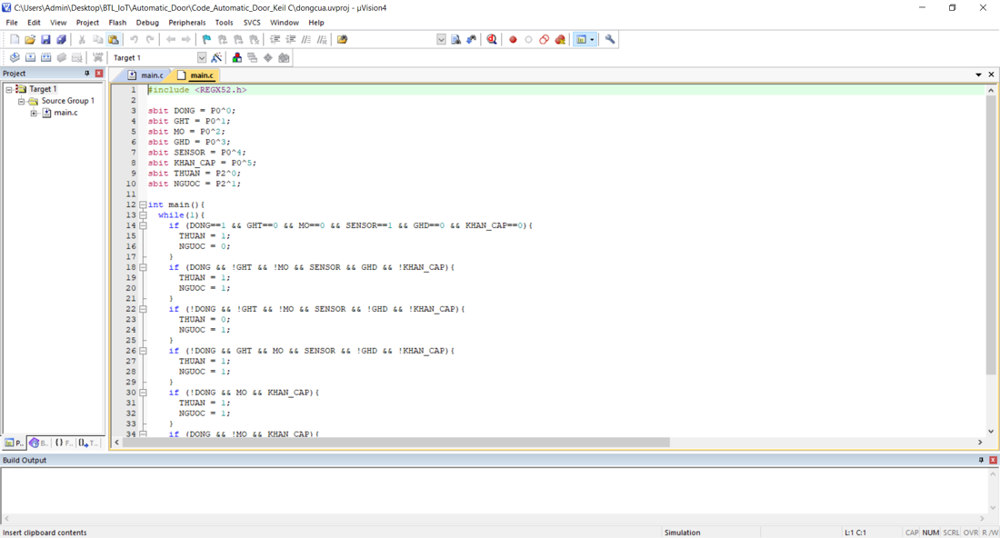 C:\Users\Admin\Desktop\BTL_IoT\Automatic_Door\Code_Automatic_Door_Keil C\dongcua.uvproj - µVision4
File Edit View Project Flash Debug Peripherals Tools SVCS Window Help
Target 1
Project
main.c main.c
Target 1
Source Group 1
main.c
1 #include <REGX52.h>
2
3 sbit DONG = P0^0;
4 sbit GHT = P0^1;
5 sbit MO = P0^2;
6 sbit GHD = P0^3;
7 sbit SENSOR = P0^4;
8 sbit KHAN_CAP = P0^5;
9 sbit THUAN = P2^0;
10 sbit NGUOC = P2^1;
11
12 int main(){
13 while(1){
14 if (DONG==1 && GHT==0 && MO==0 && SENSOR==1 && GHD==0 && KHAN_CAP==0){
15 THUAN = 1;
16 NGUOC = 0;
17 }
18 if (DONG && !GHT && !MO && SENSOR && GHD && !KHAN_CAP){
19 THUAN = 1;
20 NGUOC = 1;
21 }
22 if (!DONG && !GHT && !MO && SENSOR && !GHD && !KHAN_CAP){
23 THUAN = 0;
24 NGUOC = 1;
25 }
26 if (!DONG && GHT && MO && SENSOR && !GHD && !KHAN_CAP){
27 THUAN = 1;
28 NGUOC = 1;
29 }
30 if (!DONG && MO && KHAN_CAP){
31 THUAN = 1;
32 NGUOC = 1;
33 }
34 if (DONG && !MO && KHAN_CAP){
P... B... {} F... 0 T...
Build Output
Insert clipboard contents
Simulation
L:1 C:1
CAP NUM SCRL OVR R/W